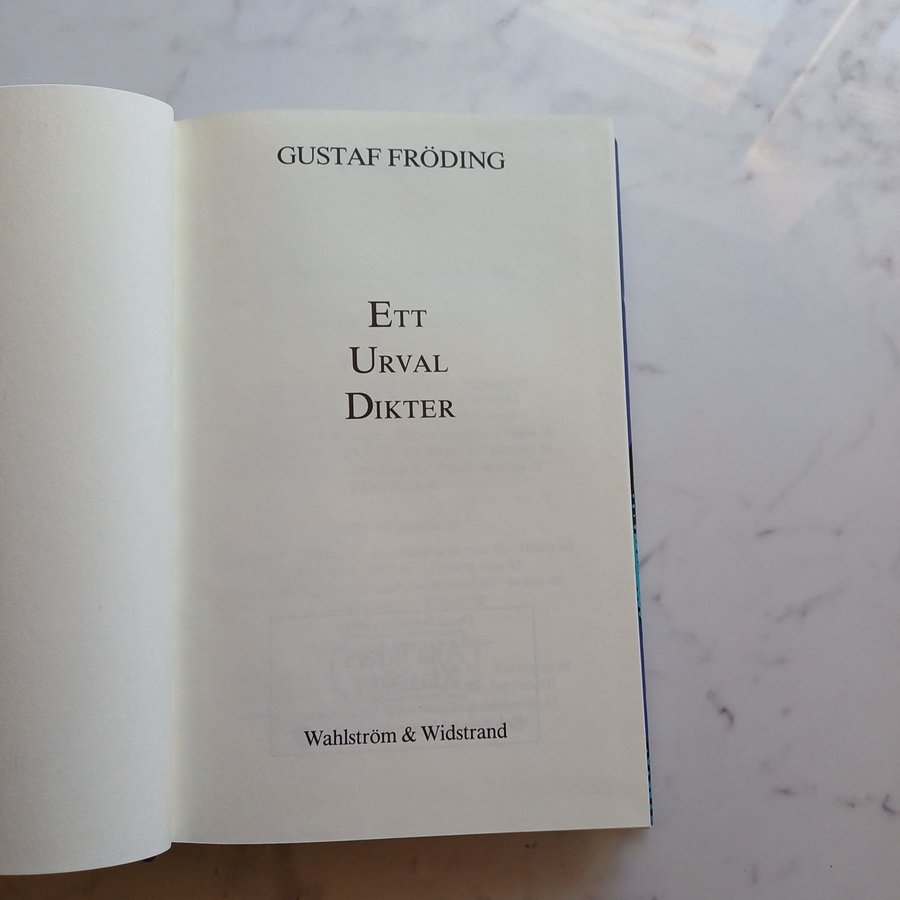 GUSTAF FRÖDING
ETT
URVAL
DIKTER
Wahlström & Widstrand